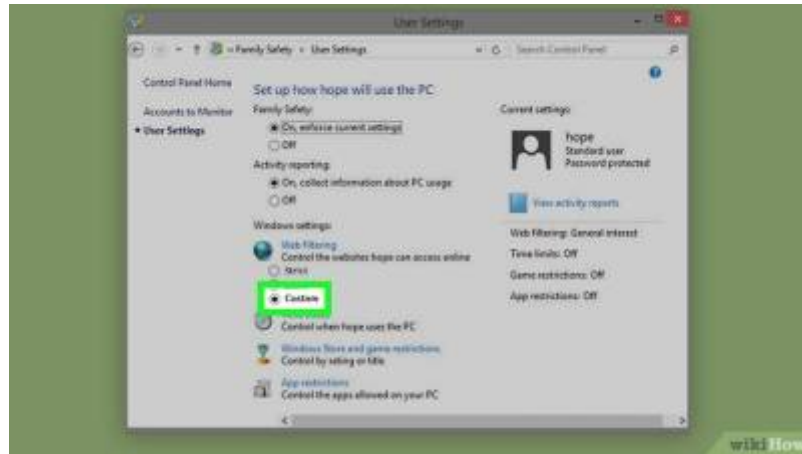 User Settings
Family Safety User Settings
Search Control Panel
Control Panel Home
Accounts to Monitor
User Settings
Set up how hope will use the PC
Family Safety:
On, enforce current settings
Off
Activity reporting:
On, collect information about PC usage
Off
Windows settings:
Web Filtering
Control the websites hope can access online
Strict
Custom
Control when hope uses the PC
Windows Store and game restrictions
Control by rating or title
App restrictions
Control the apps allowed on your PC
Current settings:
hope
Standard user
Password protected
View activity reports
Web Filtering: General interest
Time limits: Off
Game restrictions: Off
App restrictions: Off
wikiHow